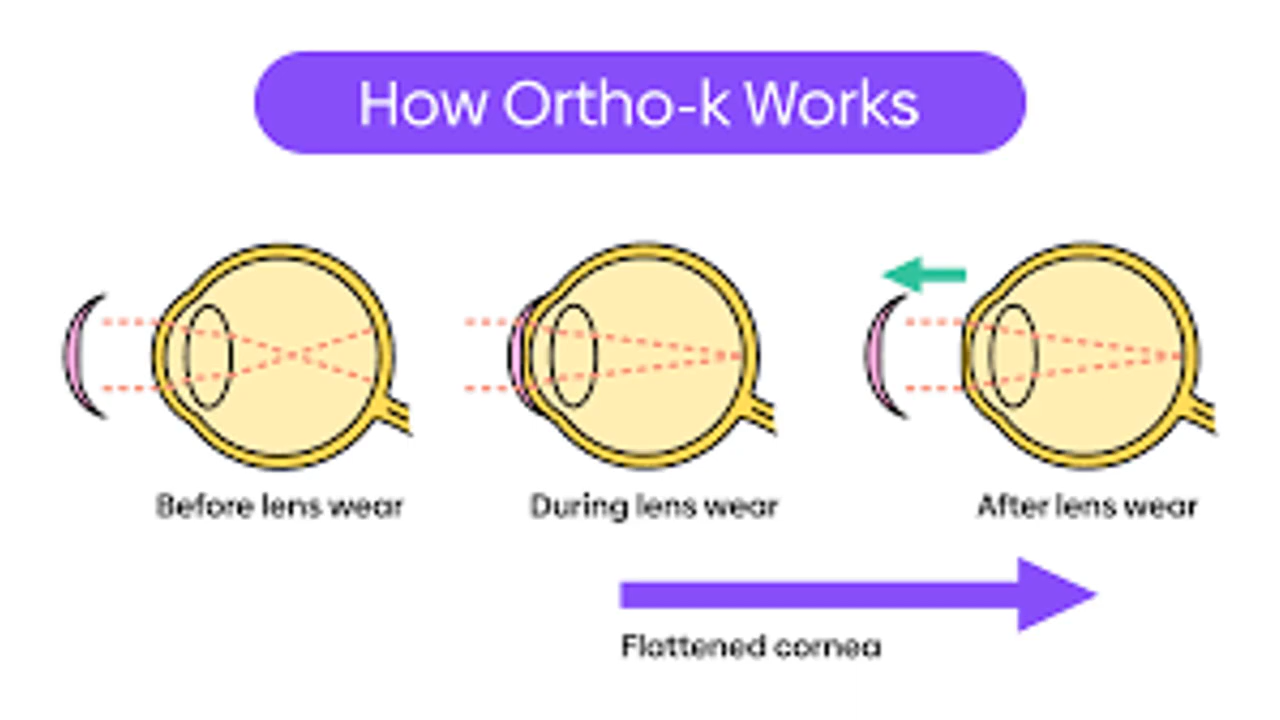 How Ortho-k Works
Before lens wear
During lens wear
After lens wear
Flattened cornea